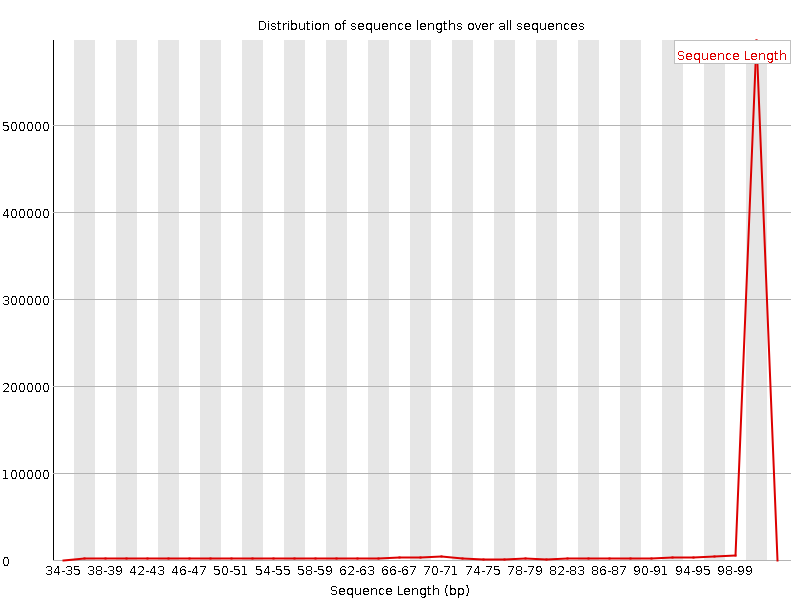 Distribution of sequence lengths over all sequences
Sequence Length
500000
400000
300000
200000
100000
0
34-35 38-39 42-43 46-47 50-51 54-55 58-59 62-63 66-67 70-71 74-75 78-79 82-83 86-87 90-91 94-95 98-99
Sequence Length (bp)